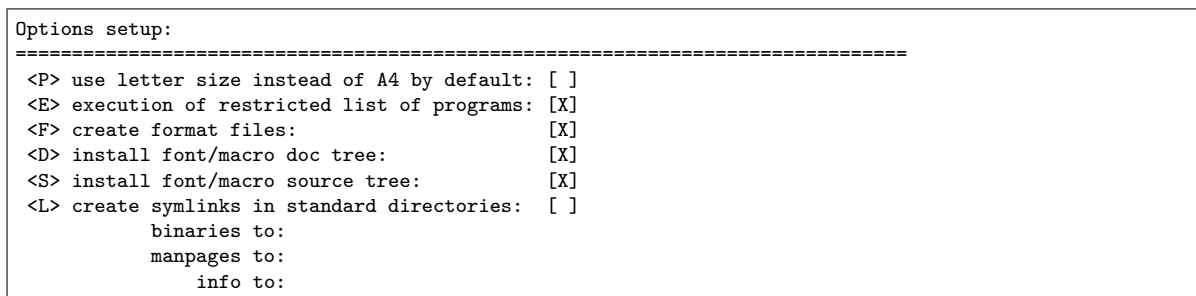 Options setup:
===============================================================================
<P> use letter size instead of A4 by default: [ ]
<E> execution of restricted list of programs: [X]
<F> create format files:                      [X]
<D> install font/macro doc tree:              [X]
<S> install font/macro source tree:           [X]
<L> create symlinks in standard directories:  [ ]
           binaries to:
           manpages to:
               info to: